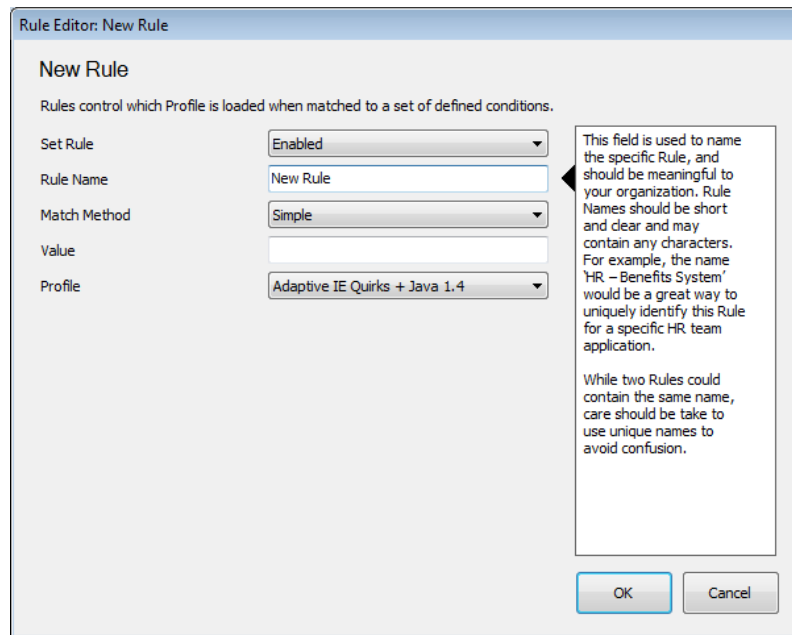 Rule Editor: New Rule
New Rule
Rules control which Profile is loaded when matched to a set of defined conditions.
Set Rule
Enabled
Rule Name
New Rule
Match Method
Simple
Value
Profile
Adaptive IE Quirks + Java 1.4
This field is used to name
the specific Rule, and
should be meaningful to
your organization. Rule
Names should be short
and clear and may
contain any characters.
For example, the name
‘HR – Benefits System’
would be a great way to
uniquely identify this Rule
for a specific HR team
application.
While two Rules could
contain the same name,
care should be take to
use unique names to
avoid confusion.
OK
Cancel